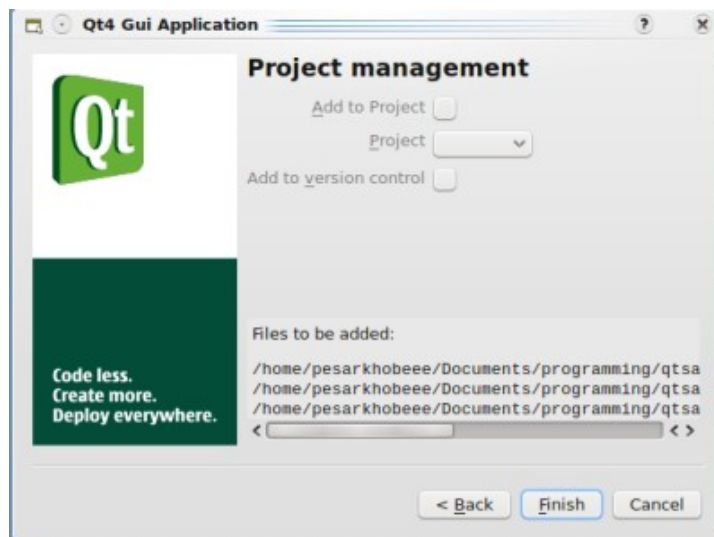 Qt4 Gui Application
Qt
Project management
Add to Project
Project
Add to version control
Files to be added:
/home/pesarkhobeee/Documents/programming/qtsa
/home/pesarkhobeee/Documents/programming/qtsa
/home/pesarkhobeee/Documents/programming/qtsa
Code less.
Create more.
Deploy everywhere.
< Back Finish Cancel